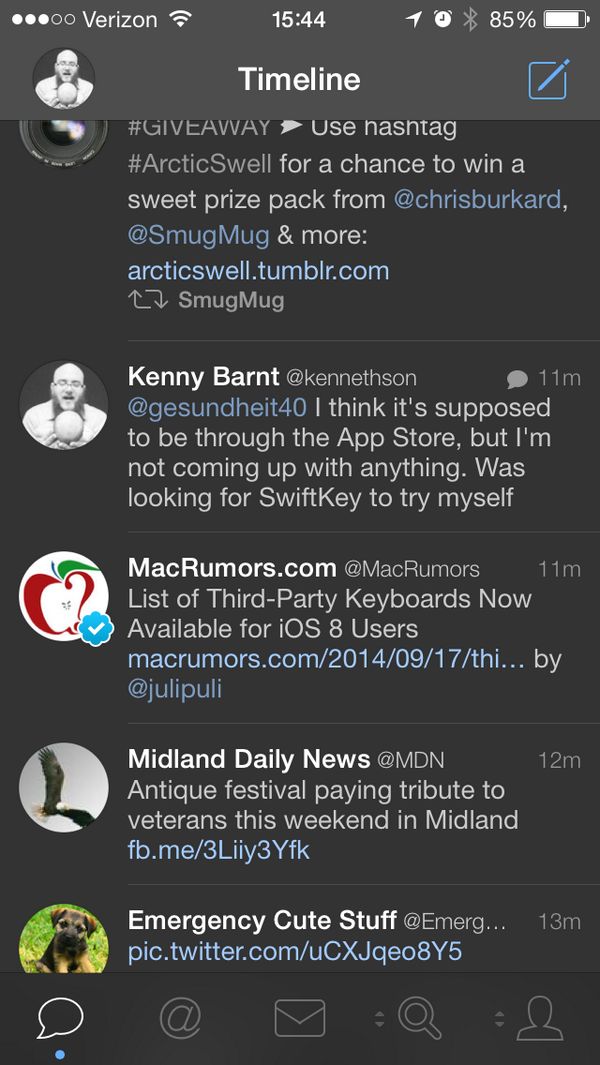 Verizon 15:44 85%
Timeline
#GIVEAWAY Use hashtag
#ArcticSwell for a chance to win a
sweet prize pack from @chrisburkard,
@SmugMug & more:
arcticswell.tumblr.com
SmugMug
Kenny Barnt @kennethson 11m
@gesundheit40 I think it's supposed
to be through the App Store, but I'm
not coming up with anything. Was
looking for SwiftKey to try myself
MacRumors.com @MacRumors 11m
List of Third-Party Keyboards Now
Available for iOS 8 Users
macrumors.com/2014/09/17/thi... by
@julipuli
Midland Daily News @MDN 12m
Antique festival paying tribute to
veterans this weekend in Midland
fb.me/3Liiy3Yfk
Emergency Cute Stuff @Emerg... 13m
pic.twitter.com/uCXJqeo8Y5